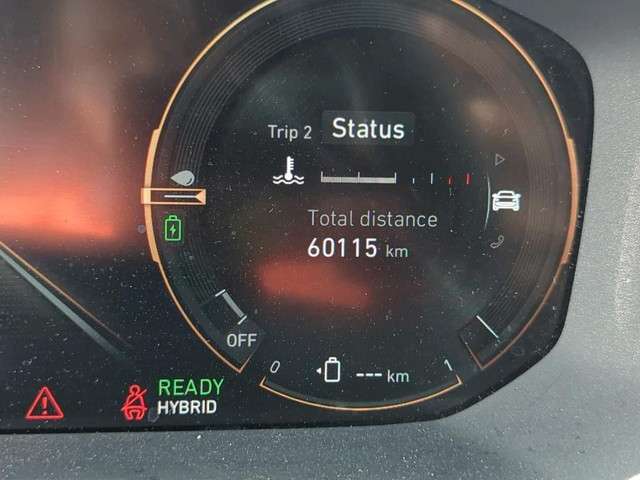 Trip 2 Status
Total distance
60115 km
OFF
0 1
--- km
READY
HYBRID